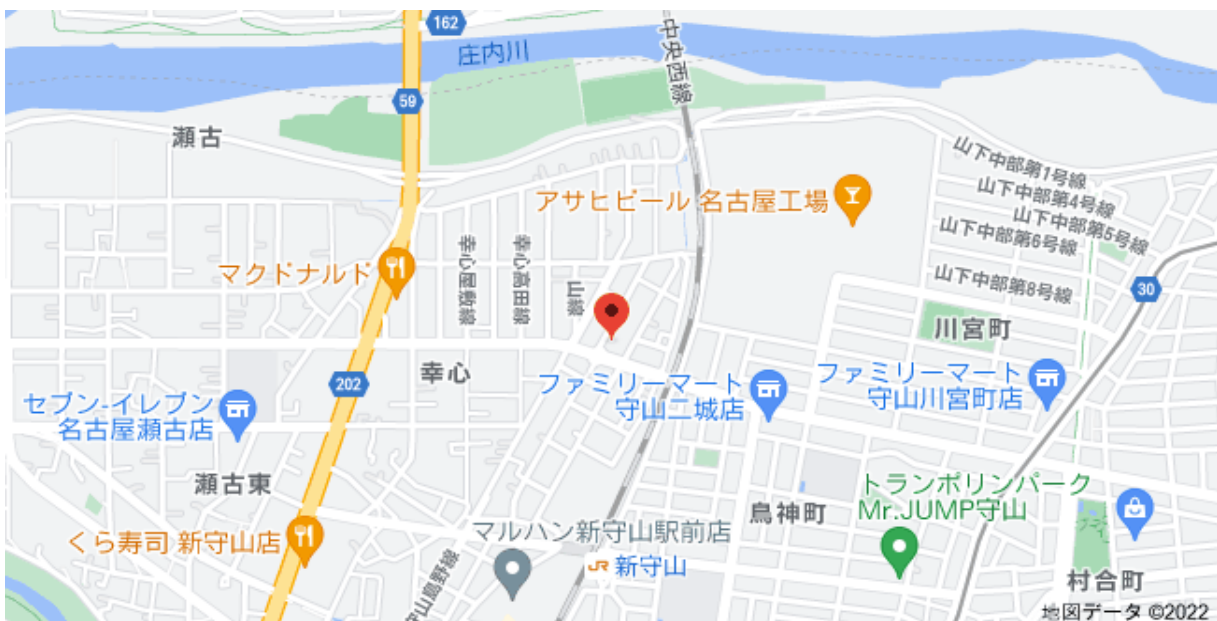 162
庄内川
中央西線
59
瀬古
山下中部第1号線
山下中部第4号線
山下中部第5号線
山下中部第6号線
アサヒビール 名古屋工場
幸心屋敷線
幸心高田線
山線
マクドナルド
山下中部第8号線
30
川宮町
202
幸心
ファミリーマート
守山二城店
ファミリーマート
守山川宮町店
セブン-イレブン
名古屋瀬古店
瀬古東
トランポリンパーク
Mr.JUMP守山
鳥神町
くら寿司 新守山店
マルハン新守山駅前店
JR 新守山
守山島野線
村合町
地図データ ©2022